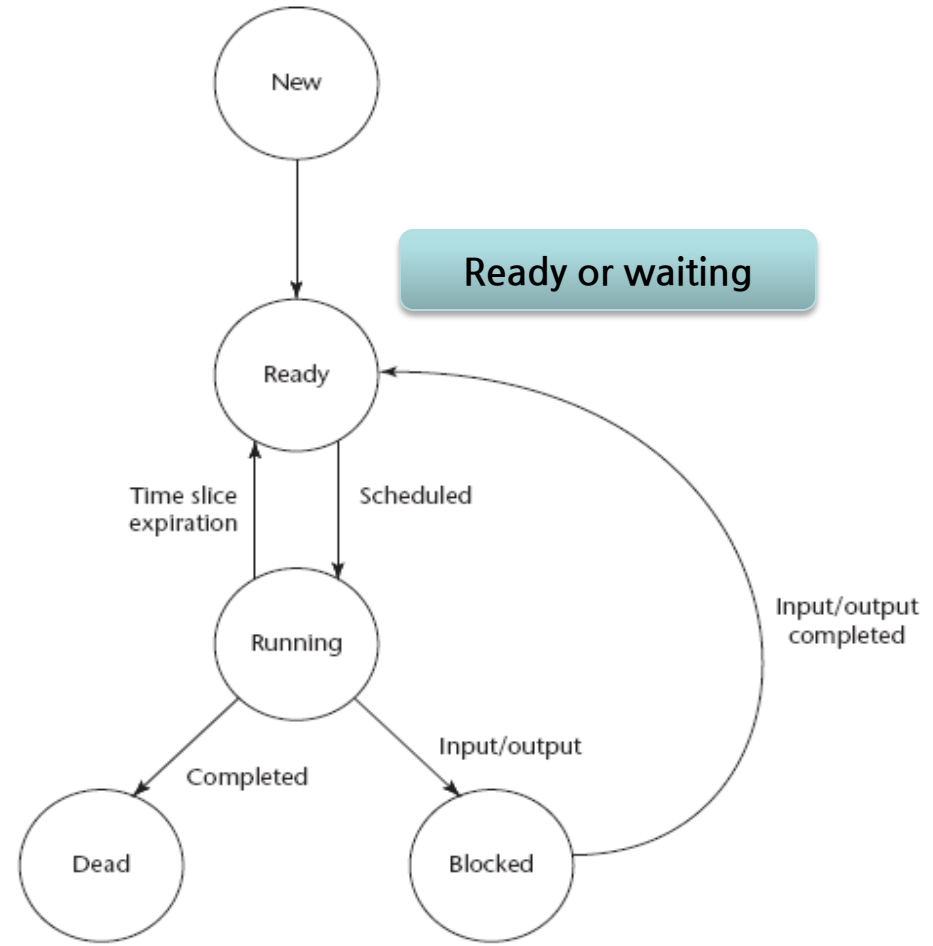 New
Ready or waiting
Ready
Time slice
expiration
Scheduled
Running
Input/output
completed
Input/output
Completed
Dead
Blocked